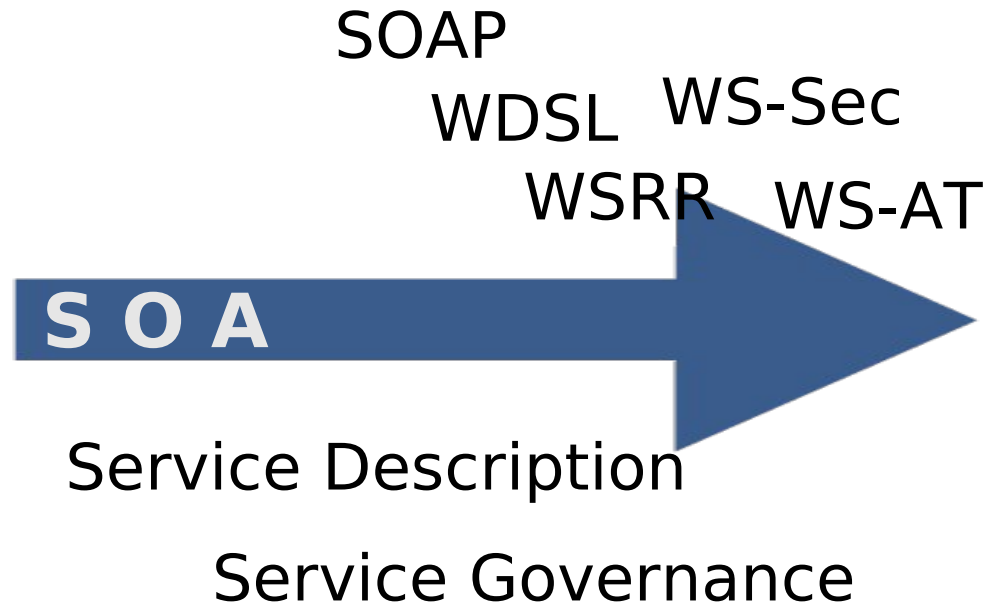 SOAP
WDSL
WS-Sec
WSRR
WS-AT
S O A
Service Description
Service Governance